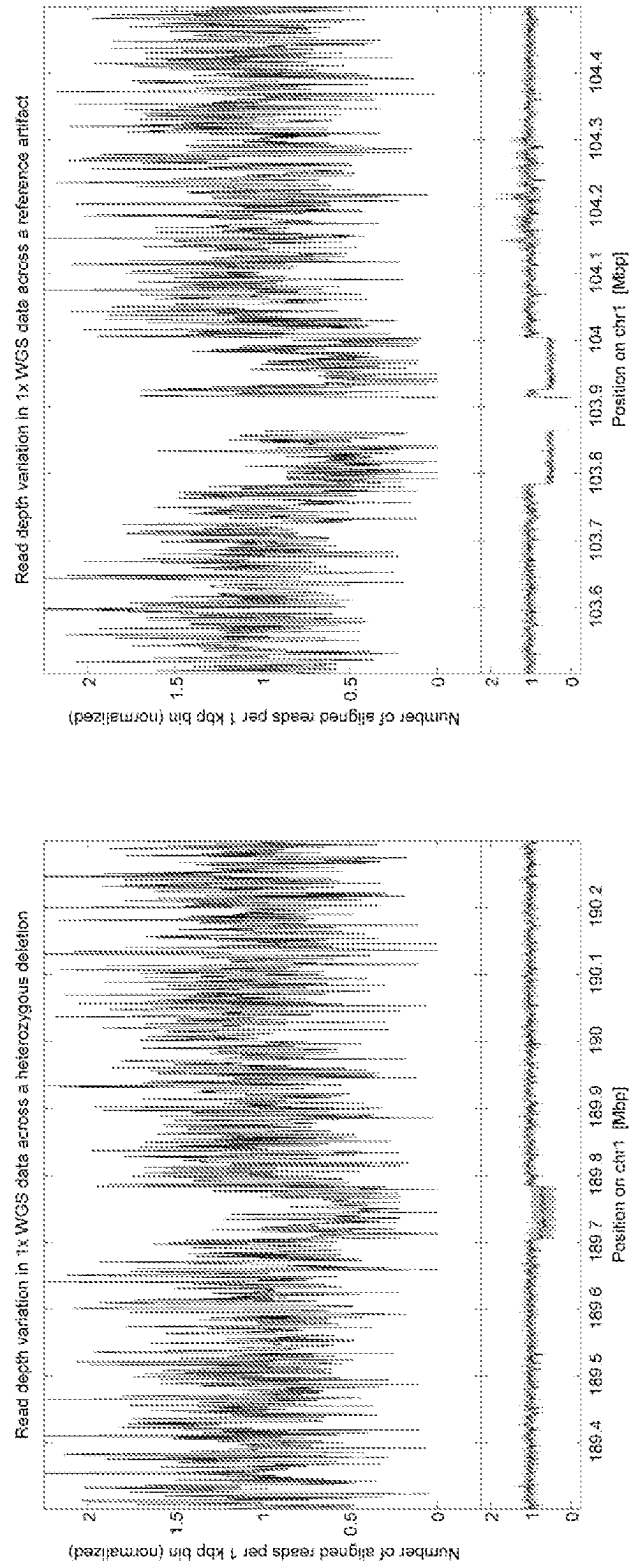 Read depth variation in 1x WGS data across a heterozygous deletion
Number of aligned reads per 1 kbp bin (normalized)
2
1.5
1
0.5
0
2
1
0
189.4 189.5 189.6 189.7 189.8 189.9 190 190.1 190.2
Position on chr1 [Mbp]
Read depth variation in 1x WGS data across a reference artifact
Number of aligned reads per 1 kbp bin (normalized)
2
1.5
1
0.5
0
2
1
0
103.6 103.7 103.8 103.9 104 104.1 104.2 104.3 104.4
Position on chr1 [Mbp]